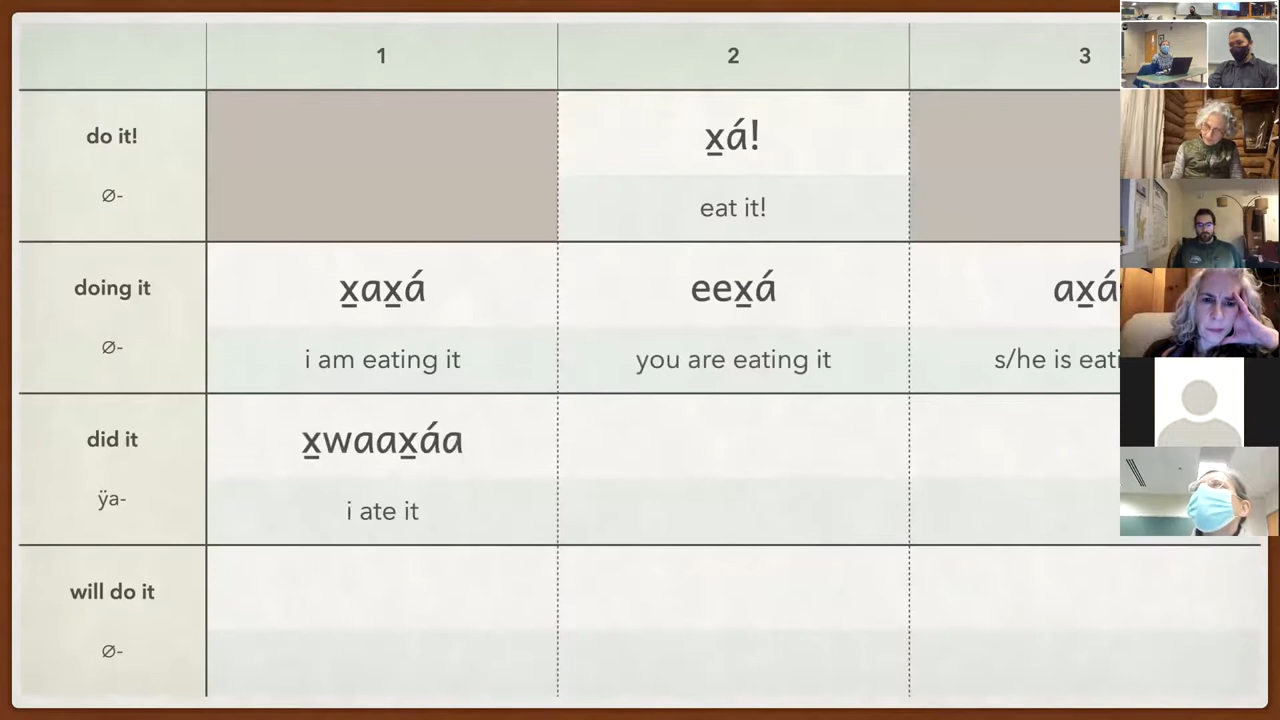 1 2 3
do it! x̲á!
Ø- eat it!
doing it x̲ax̲á eex̲á ax̲á
Ø- i am eating it you are eating it s/he is
did it x̲waax̲áa
ÿa- i ate it
will do it
Ø-